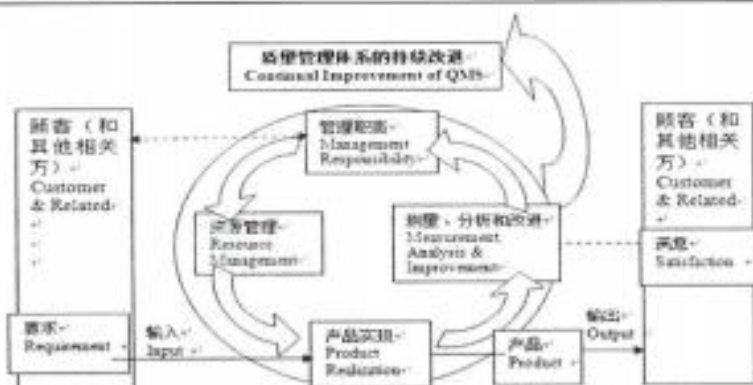 质量管理体系的持续改进
Continual Improvement of QMS
顾客（和
其他相关
方）
Customer
& Related
要求
Requirement
输入
Input
管理职责
Management
Responsibility
资源管理
Resource
Management
测量、分析和改进
Measurement
Analysis &
Improvement
产品实现
Product
Realization
产品
Product
输出
Output
顾客（和
其他相关
方）
Customer
& Related
满意
Satisfaction